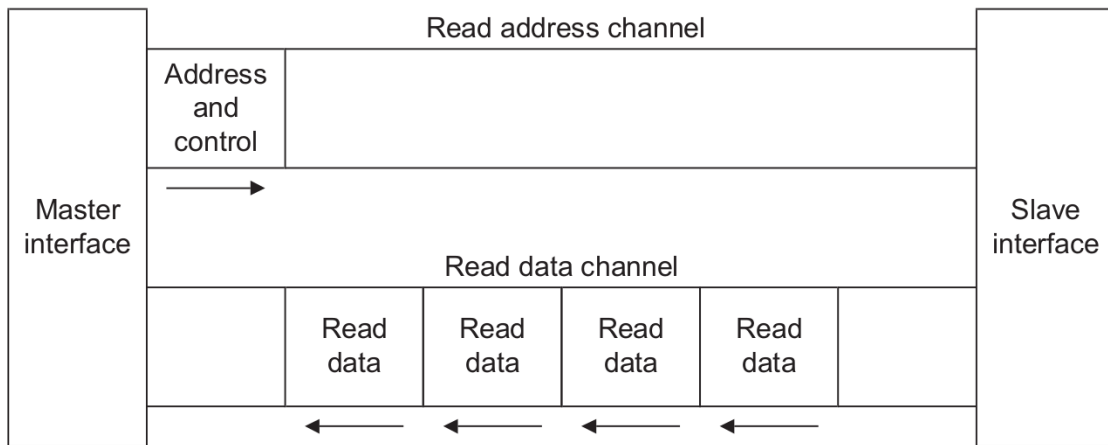 Read address channel
Address
and
control
Master
interface
Slave
interface
Read data channel
Read
data
Read
data
Read
data
Read
data